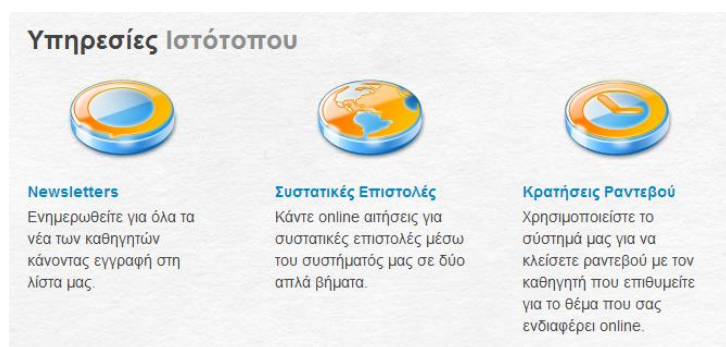 Υπηρεσίες Ιστότοπου
Newsletters
Ενημερωθείτε για όλα τα
νέα των καθηγητών
κάνοντας εγγραφή στη
λίστα μας.
Συστατικές Επιστολές
Κάντε online αιτήσεις για
συστατικές επιστολές μέσω
του συστήματός μας σε δύο
απλά βήματα.
Κρατήσεις Ραντεβού
Χρησιμοποιείστε το
σύστημά μας για να
κλείσετε ραντεβού με τον
καθηγητή που επιθυμείτε
για το θέμα που σας
ενδιαφέρει online.